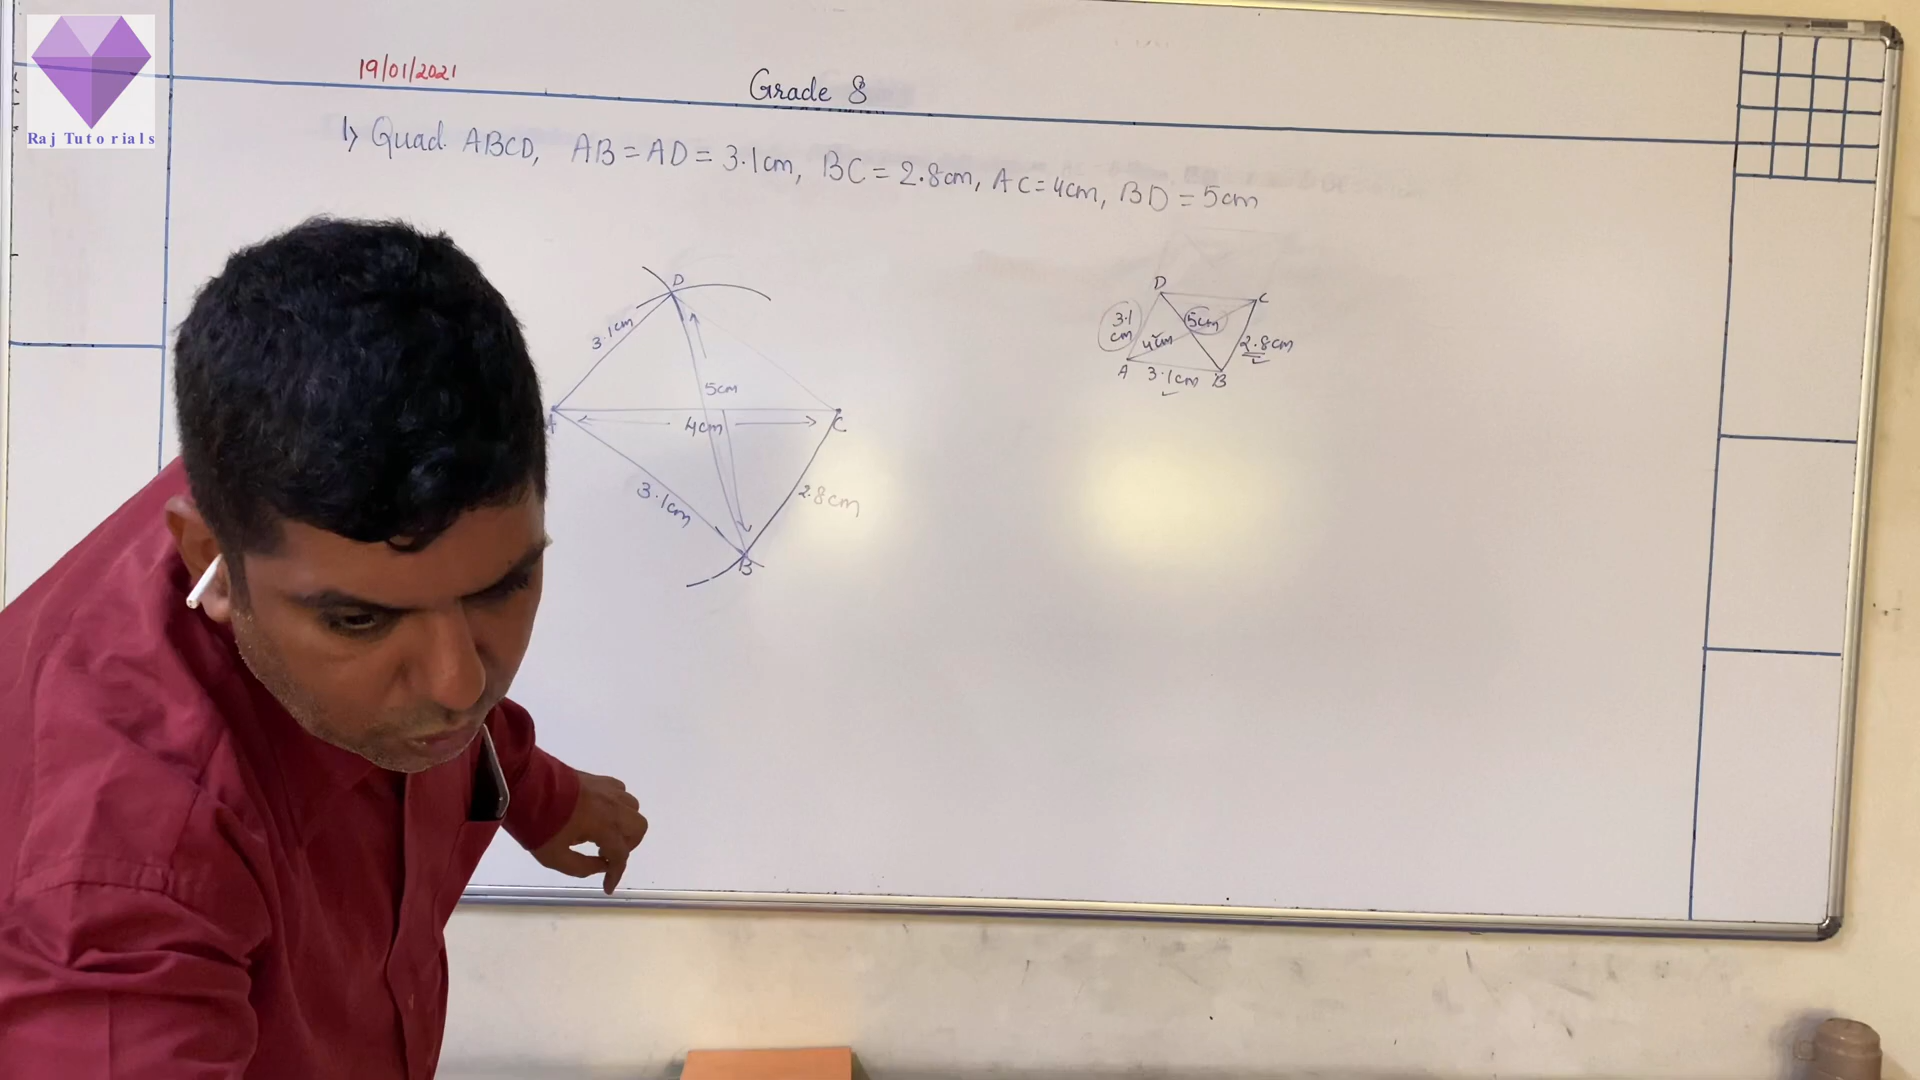 Raj Tutorials
19/01/2021
Grade 8
1) Quad. ABCD, AB = AD = 3.1cm, BC = 2.8cm, AC = 4cm, BD = 5cm
D
3.1cm
5cm
A
4cm
C
3.1cm
2.8cm
B
D
C
3.1
cm
5cm
4cm
2.8cm
A
3.1cm
B